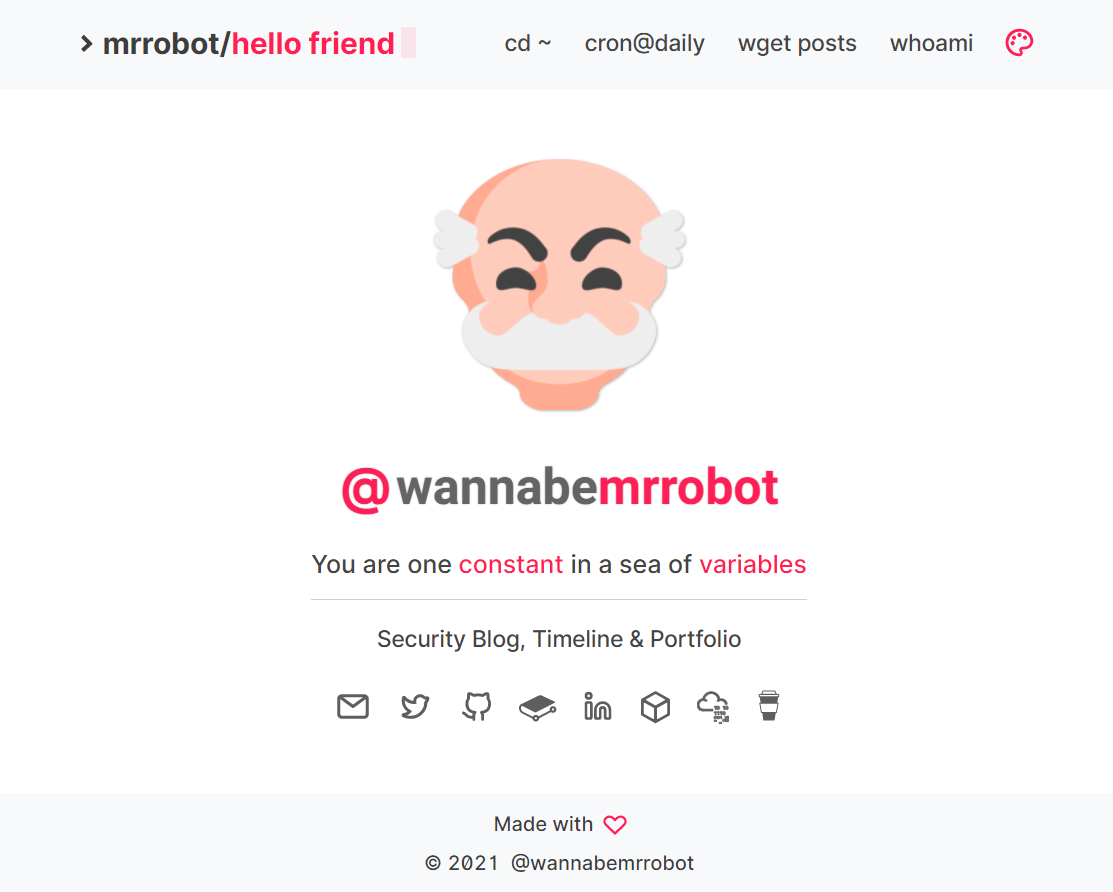 mrrobot/hello friend
cd ~ cron@daily wget posts whoami
@wannabemrrobot
You are one constant in a sea of variables
Security Blog, Timeline & Portfolio
Made with
© 2021 @wannabemrrobot